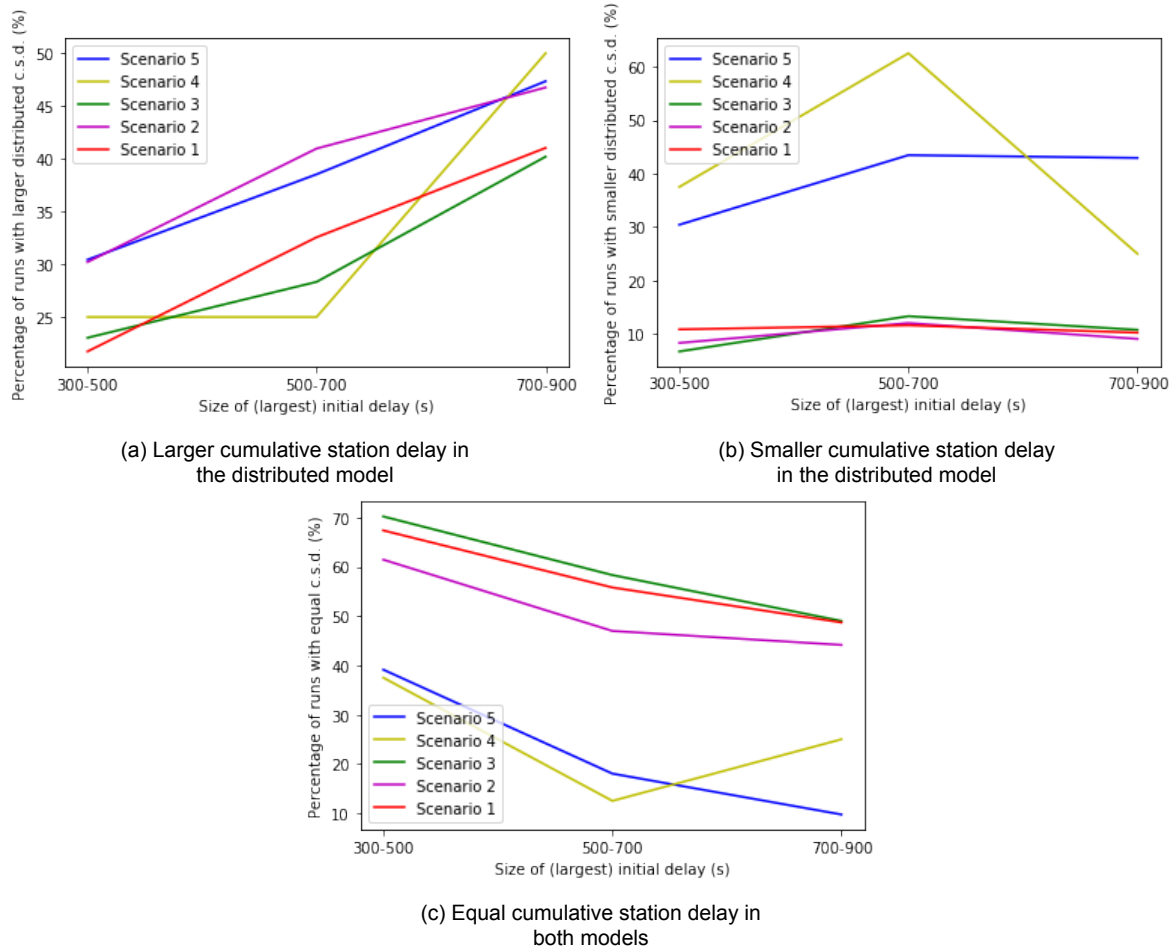 Percentage of runs with larger distributed c.s.d. (%)
50
45
40
35
30
25
Scenario 5
Scenario 4
Scenario 3
Scenario 2
Scenario 1
300-500
500-700
700-900
Size of (largest) initial delay (s)
(a) Larger cumulative station delay in
the distributed model
Percentage of runs with smaller distributed c.s.d. (%)
60
50
40
30
20
10
Scenario 5
Scenario 4
Scenario 3
Scenario 2
Scenario 1
300-500
500-700
700-900
Size of (largest) initial delay (s)
(b) Smaller cumulative station delay
in the distributed model
Percentage of runs with equal c.s.d. (%)
70
60
50
40
30
20
10
Scenario 5
Scenario 4
Scenario 3
Scenario 2
Scenario 1
300-500
500-700
700-900
Size of (largest) initial delay (s)
(c) Equal cumulative station delay in
both models